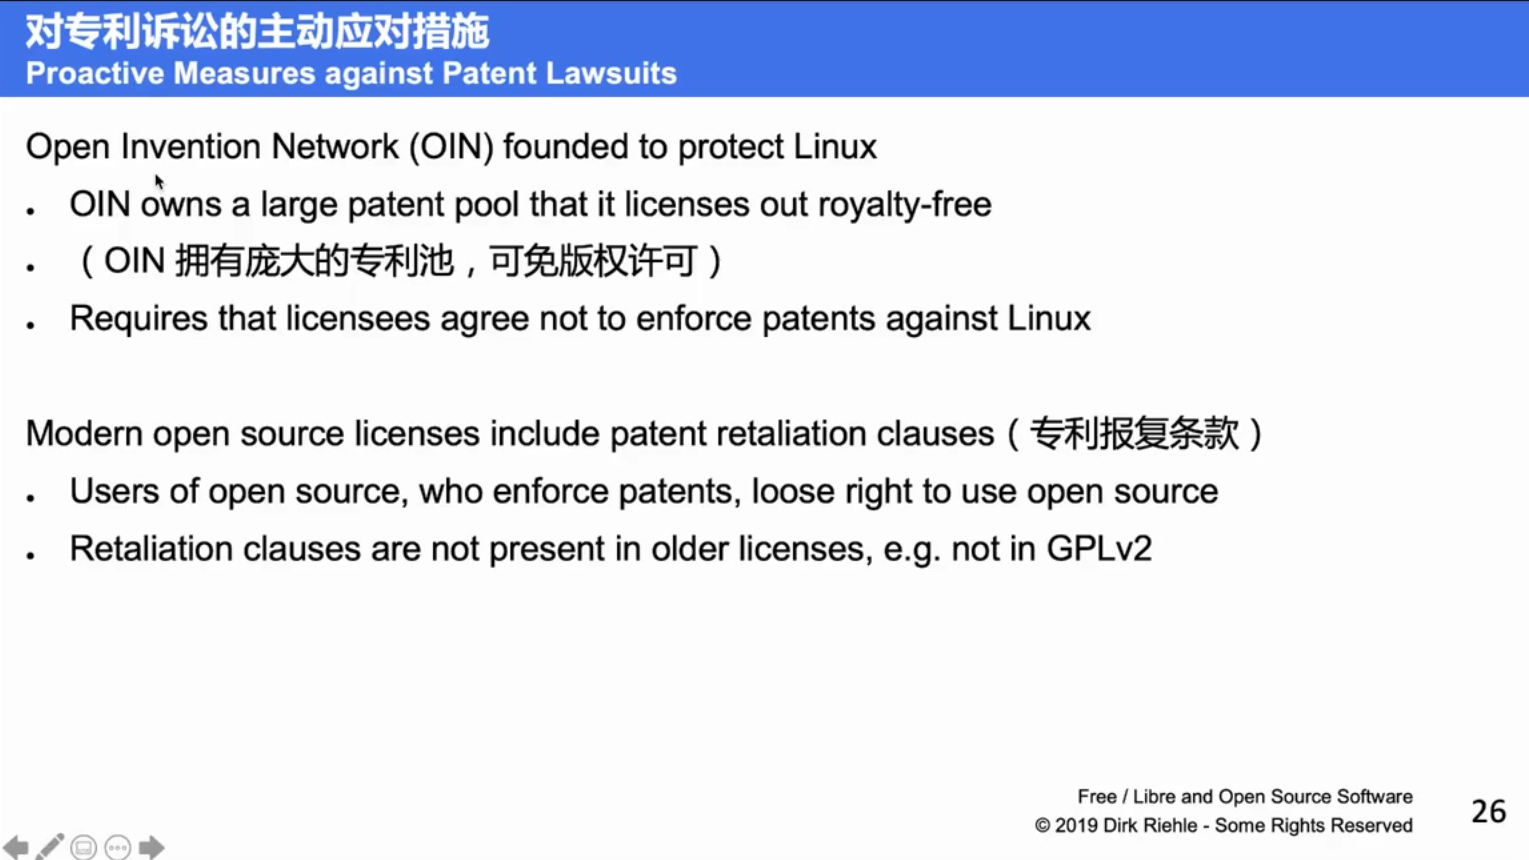 对专利诉讼的主动应对措施
Proactive Measures against Patent Lawsuits
Open Invention Network (OIN) founded to protect Linux
• OIN owns a large patent pool that it licenses out royalty-free
• （OIN 拥有庞大的专利池，可免版权许可）
• Requires that licensees agree not to enforce patents against Linux
Modern open source licenses include patent retaliation clauses（专利报复条款）
• Users of open source, who enforce patents, loose right to use open source
• Retaliation clauses are not present in older licenses, e.g. not in GPLv2
Free / Libre and Open Source Software
© 2019 Dirk Riehle - Some Rights Reserved
26